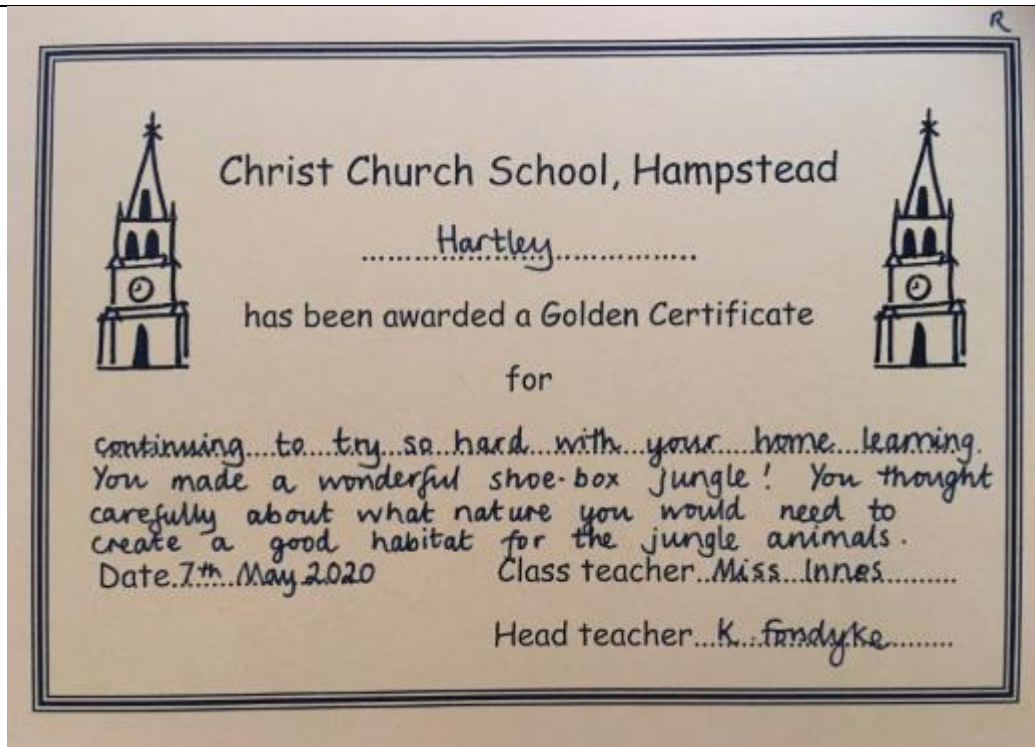 R
Christ Church School, Hampstead
Hartley
has been awarded a Golden Certificate
for
continuing to try so hard with your home learning.
You made a wonderful shoe-box jungle! You thought
carefully about what nature you would need to
create a good habitat for the jungle animals.
Date 7th May 2020 Class teacher Miss Innes
Head teacher K. Fondyke